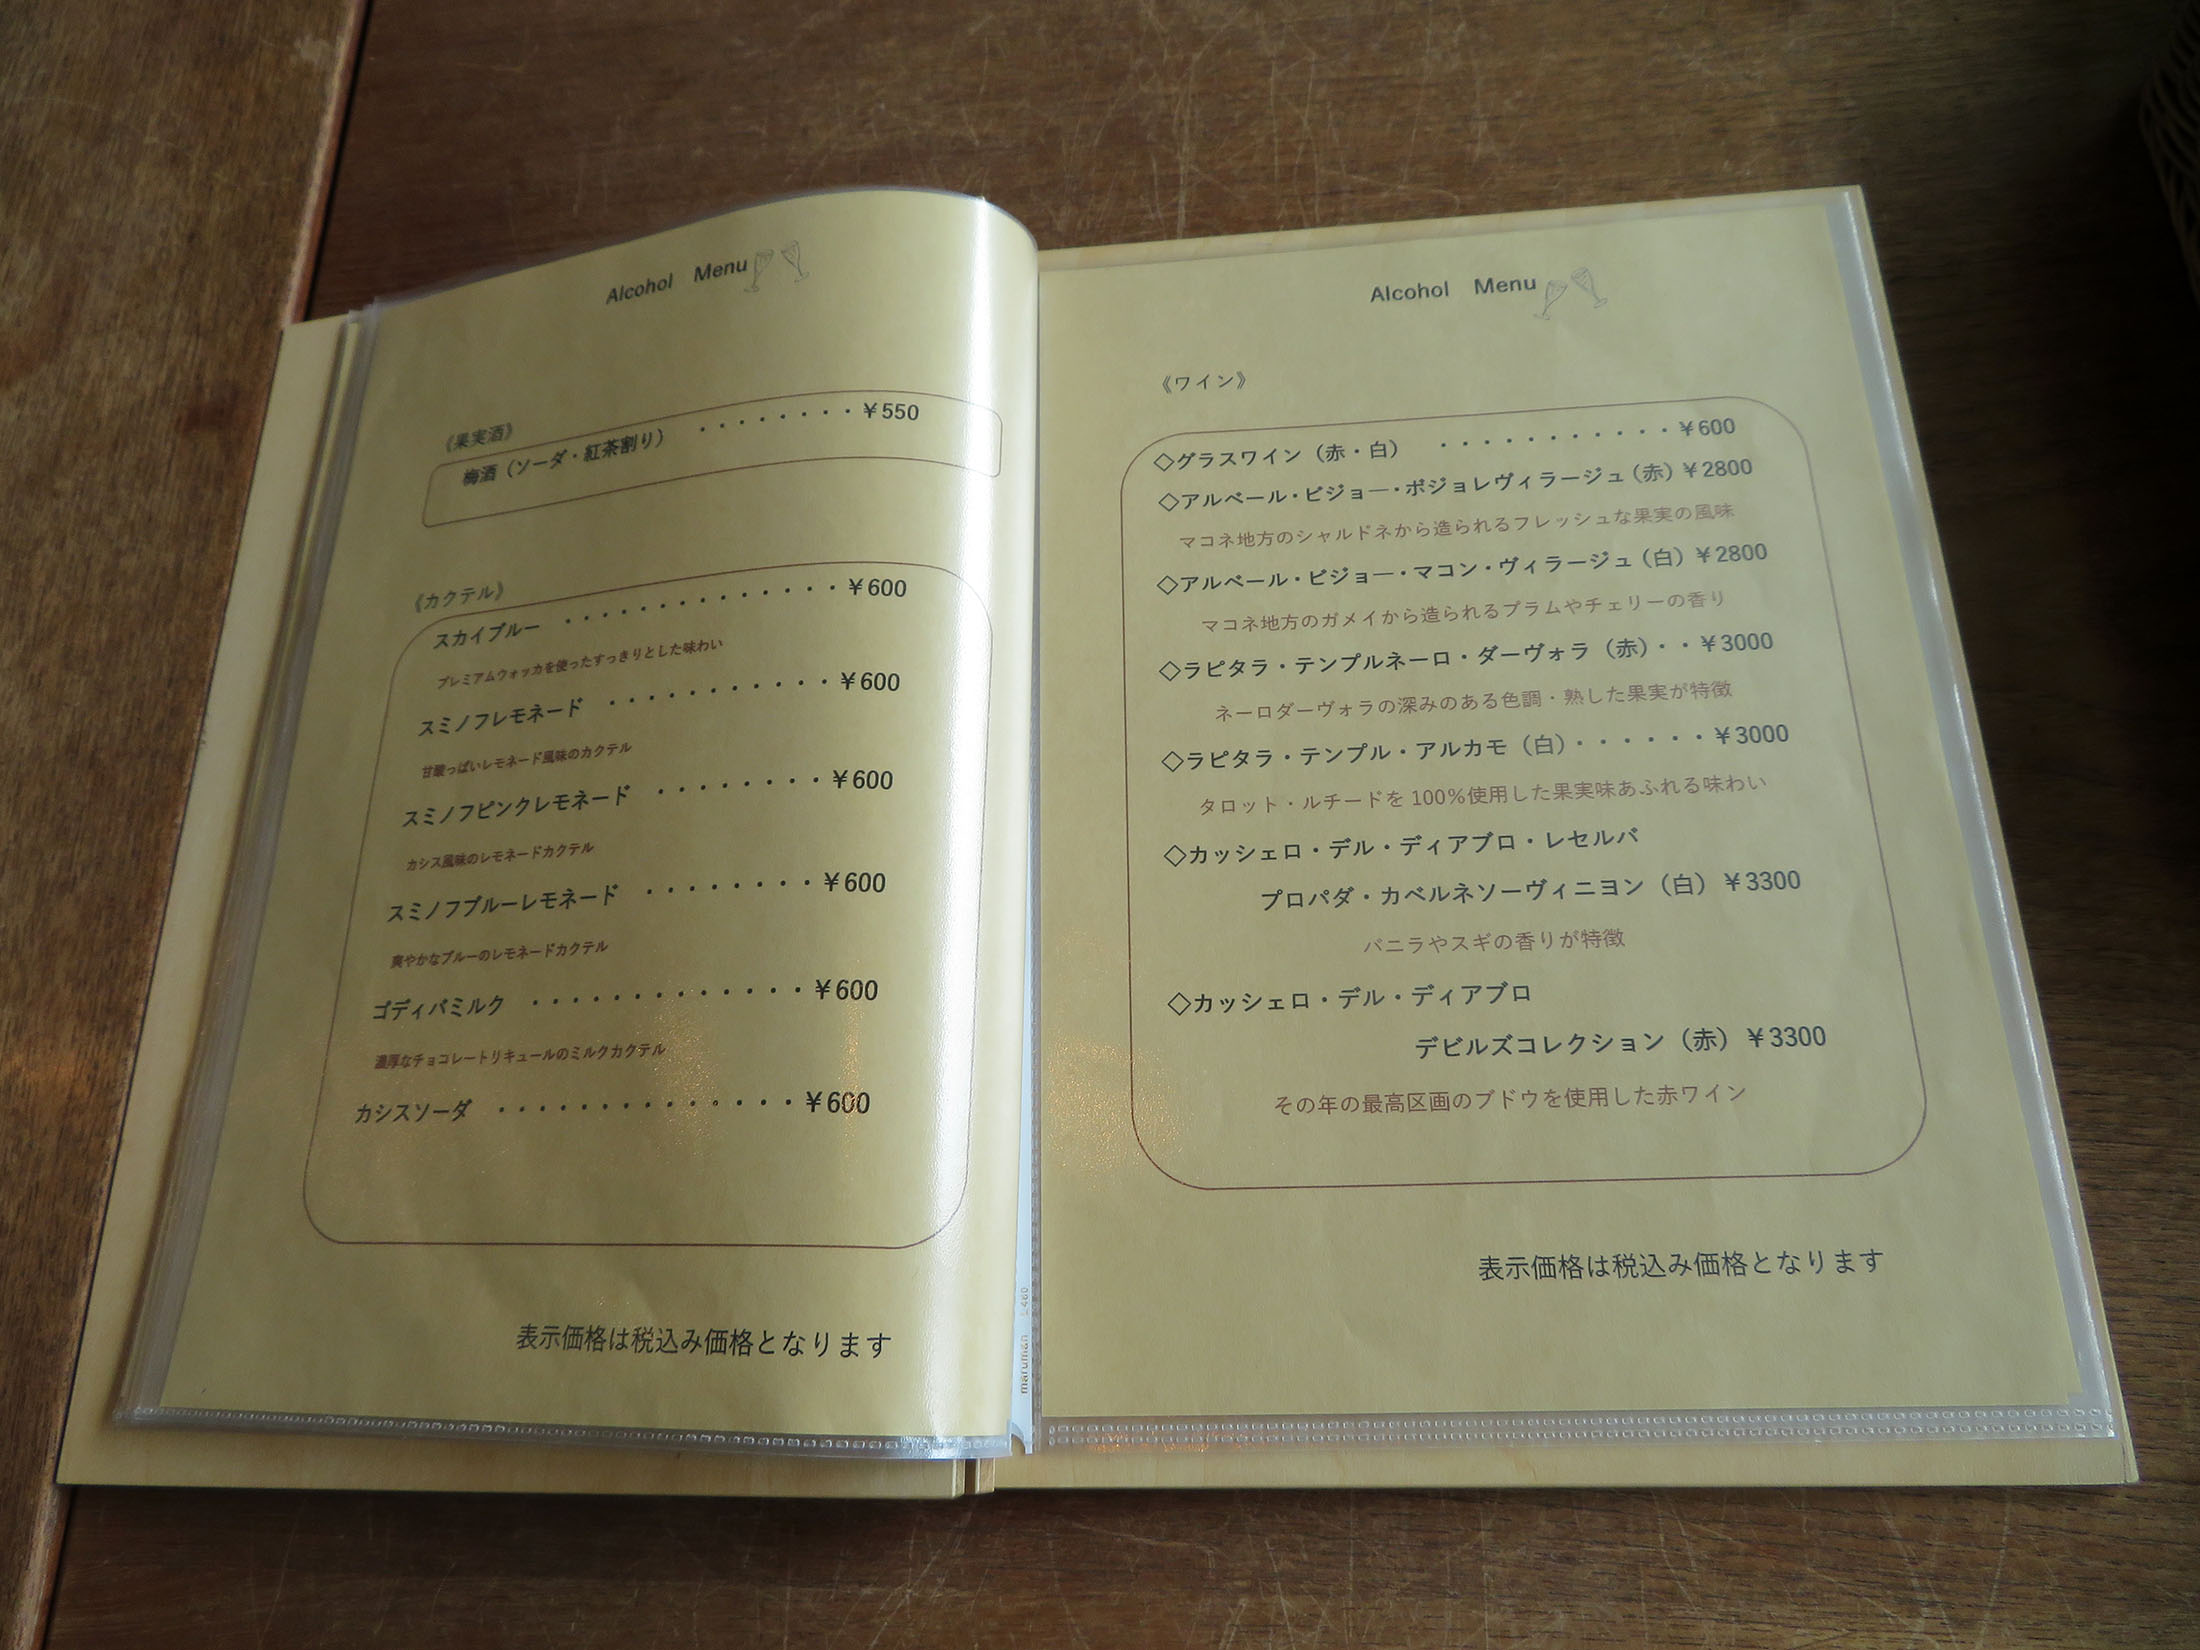 Alcohol Menu
《果実酒》
梅酒（ソーダ・紅茶割り） ・・・・・・・・￥550
《カクテル》
スカイブルー ・・・・・・・・・・・・・・￥600
プレミアムウォッカを使ったすっきりとした味わい
スミノフレモネード ・・・・・・・・・・・￥600
甘酸っぱいレモネード風味のカクテル
スミノフピンクレモネード ・・・・・・・・￥600
カシス風味のレモネードカクテル
スミノフブルーレモネード ・・・・・・・・￥600
爽やかなブルーのレモネードカクテル
ゴディバミルク ・・・・・・・・・・・・・￥600
濃厚なチョコレートリキュールのミルクカクテル
カシスソーダ ・・・・・・・・・・・・・・￥600
表示価格は税込み価格となります
maruman L460
Alcohol Menu
《ワイン》
◇グラスワイン（赤・白） ・・・・・・・・・・・￥600
◇アルベール・ビジョー・ボジョレヴィラージュ（赤）￥2800
マコネ地方のシャルドネから造られるフレッシュな果実の風味
◇アルベール・ビジョー・マコン・ヴィラージュ（白）￥2800
マコネ地方のガメイから造られるプラムやチェリーの香り
◇ラピタラ・テンプルネーロ・ダーヴォラ（赤）・・￥3000
ネーロダーヴォラの深みのある色調・熟した果実が特徴
◇ラピタラ・テンプル・アルカモ（白）・・・・・・￥3000
タロット・ルチードを100％使用した果実味あふれる味わい
◇カッシェロ・デル・ディアブロ・レセルバ
プロパダ・カベルネソーヴィニヨン（白）￥3300
バニラやスギの香りが特徴
◇カッシェロ・デル・ディアブロ
デビルズコレクション（赤）￥3300
その年の最高区画のブドウを使用した赤ワイン
表示価格は税込み価格となります